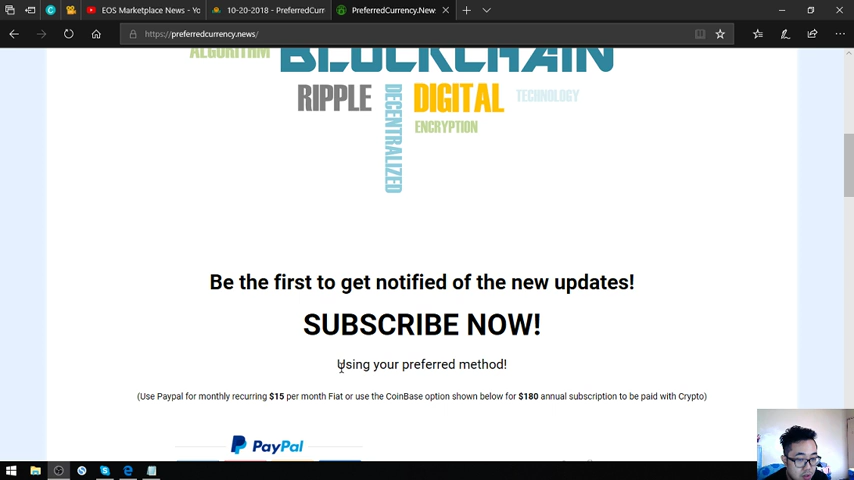 EOS Marketplace News - Yo
10-20-2018 - PreferredCurr
PreferredCurrency.New
https://preferredcurrency.news/
ALGORITHM
BLOCKCHAIN
RIPPLE
DECENTRALIZED
DIGITAL
TECHNOLOGY
ENCRYPTION
Be the first to get notified of the new updates!
SUBSCRIBE NOW!
Using your preferred method!
(Use Paypal for monthly recurring $15 per month Fiat or use the CoinBase option shown below for $180 annual subscription to be paid with Crypto)
PayPal